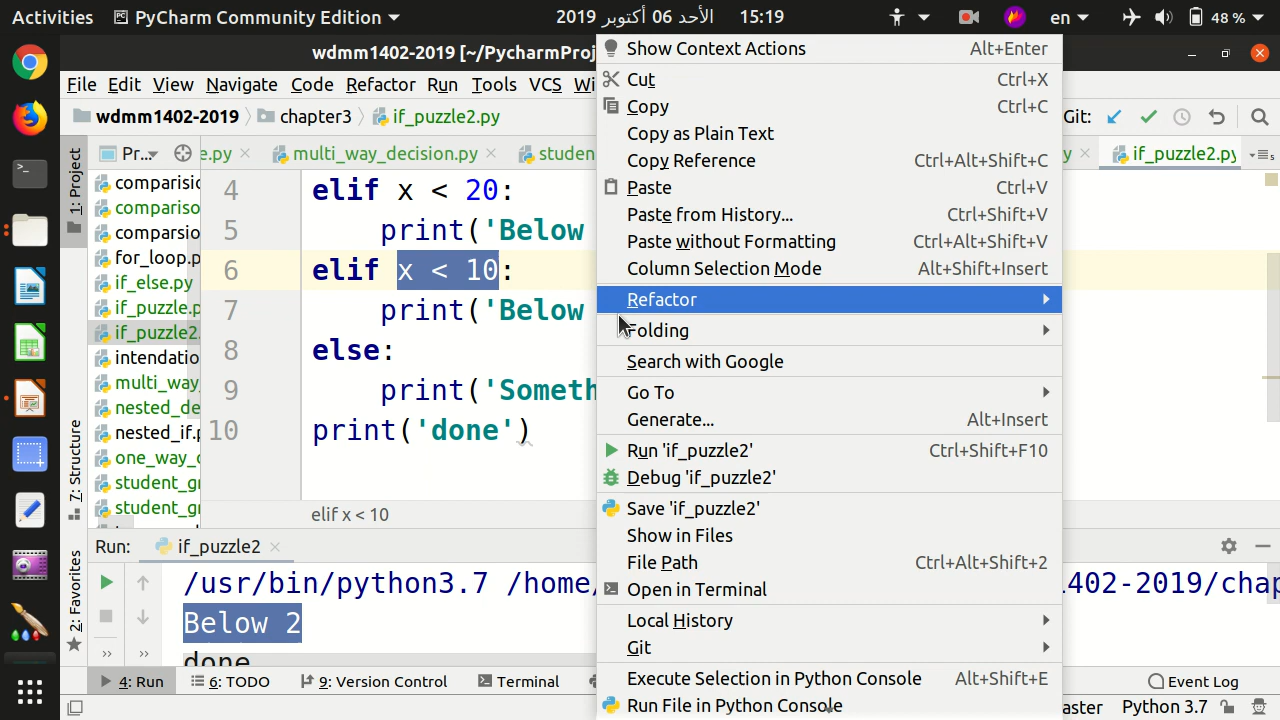 Activities PyCharm Community Edition 2019 الأحد 06 أكتوبر 15:19 en 48 %
wdmm1402-2019 [~/PycharmProj
File Edit View Navigate Code Refactor Run Tools VCS Wi
wdmm1402-2019 chapter3 if_puzzle2.py Git:
1: Project Pr... e.py multi_way_decision.py studen y if_puzzle2.py
comparisic
compariso
comparsio
for_loop.p
if_else.py
if_puzzle.p
if_puzzle2.
intendatio
multi_way_
nested_de
nested_if.p
one_way_c
student_gr
student_gr
7: Structure
2: Favorites
4 elif x < 20:
5 print('Below
6 elif x < 10:
7 print('Below
8 else:
9 print('Someth
10 print('done')
elif x < 10
Show Context Actions Alt+Enter
Cut Ctrl+X
Copy Ctrl+C
Copy as Plain Text
Copy Reference Ctrl+Alt+Shift+C
Paste Ctrl+V
Paste from History... Ctrl+Shift+V
Paste without Formatting Ctrl+Alt+Shift+V
Column Selection Mode Alt+Shift+Insert
Refactor
Folding
Search with Google
Go To
Generate... Alt+Insert
Run 'if_puzzle2' Ctrl+Shift+F10
Debug 'if_puzzle2'
Save 'if_puzzle2'
Show in Files
File Path Ctrl+Alt+Shift+2
Open in Terminal
Local History
Git
Execute Selection in Python Console Alt+Shift+E
Run File in Python Console
Run: if_puzzle2
/usr/bin/python3.7 /home/ 402-2019/chap
Below 2
done
4: Run 6: TODO 9: Version Control Terminal Event Log
aster Python 3.7